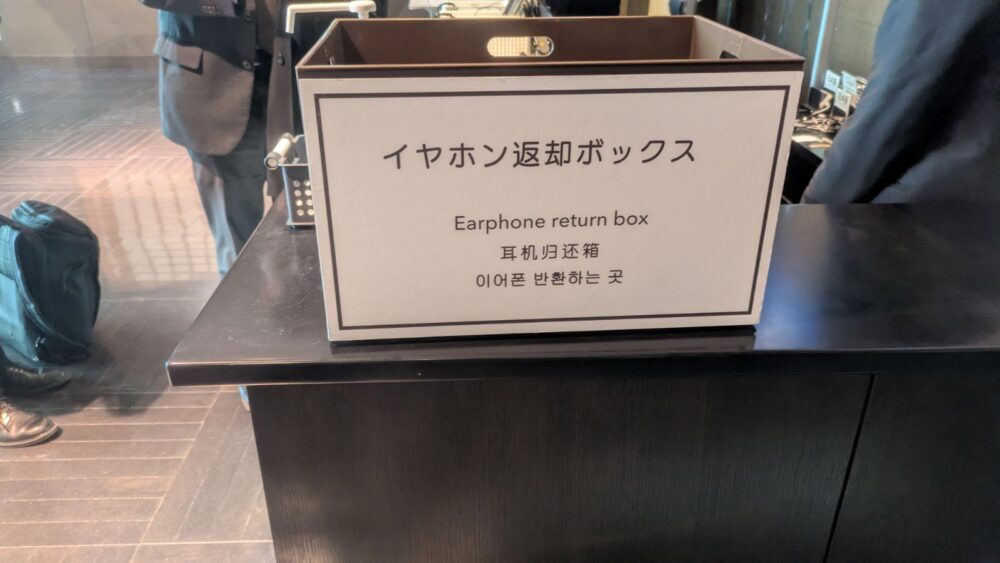 イヤホン返却ボックス
Earphone return box
耳机归还箱
이어폰 반환하는 곳